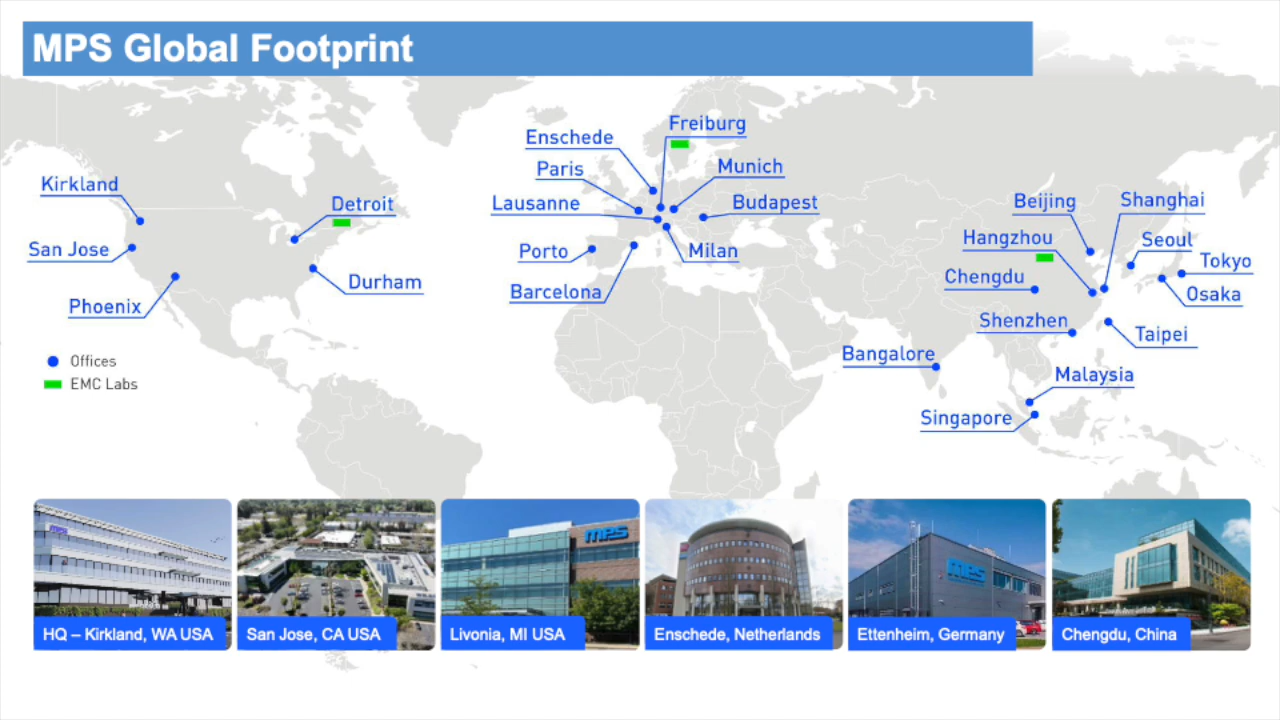 MPS Global Footprint
Enschede
Freiburg
Paris
Munich
Kirkland
Lausanne
Budapest
Detroit
Beijing
Shanghai
San Jose
Porto
Milan
Hangzhou
Seoul
Tokyo
Durham
Chengdu
Phoenix
Barcelona
Osaka
Shenzhen
Taipei
Offices
EMC Labs
Bangalore
Malaysia
Singapore
mps
mps
HQ – Kirkland, WA USA
San Jose, CA USA
Livonia, MI USA
Enschede, Netherlands
Ettenheim, Germany
Chengdu, China